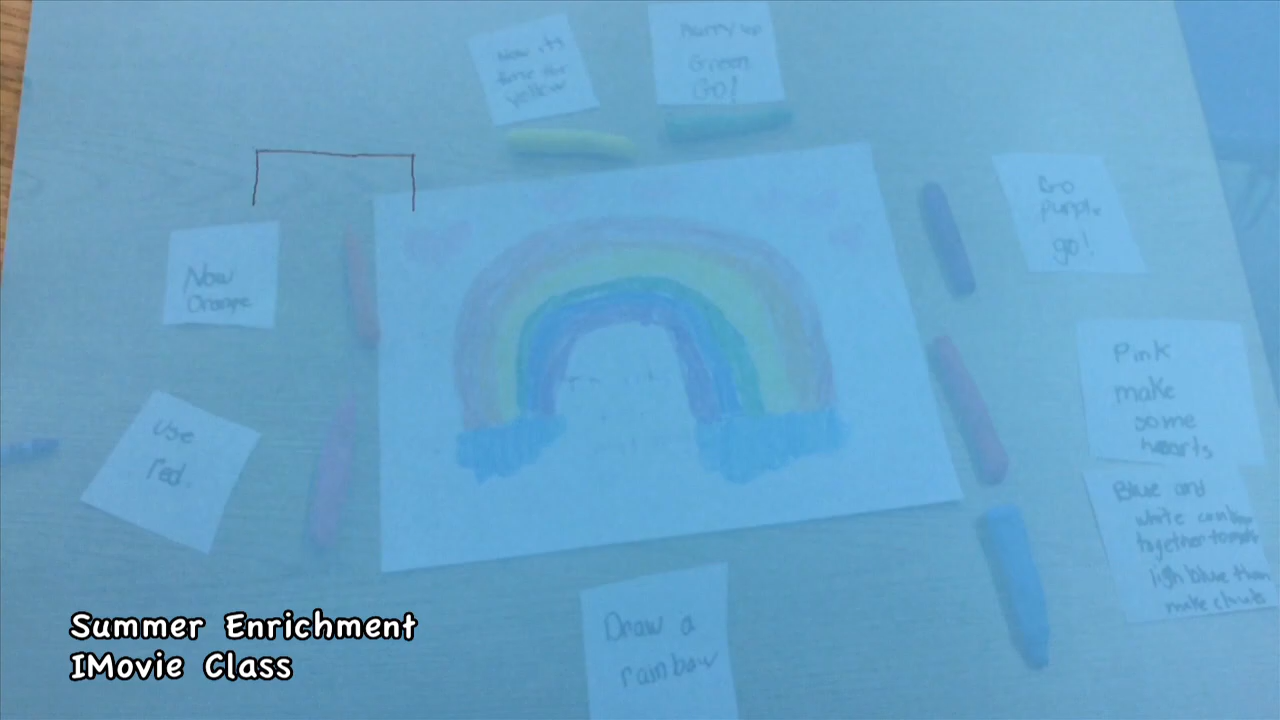 Now it's
time for
yellow
Hurry up
Green
Go!
Go
purple
go!
Now
Orange
Pink
make
some
hearts
Use
red.
Blue and
white combine
together to make
light blue than
make clouds
Draw a
rainbow
Summer Enrichment
IMovie Class